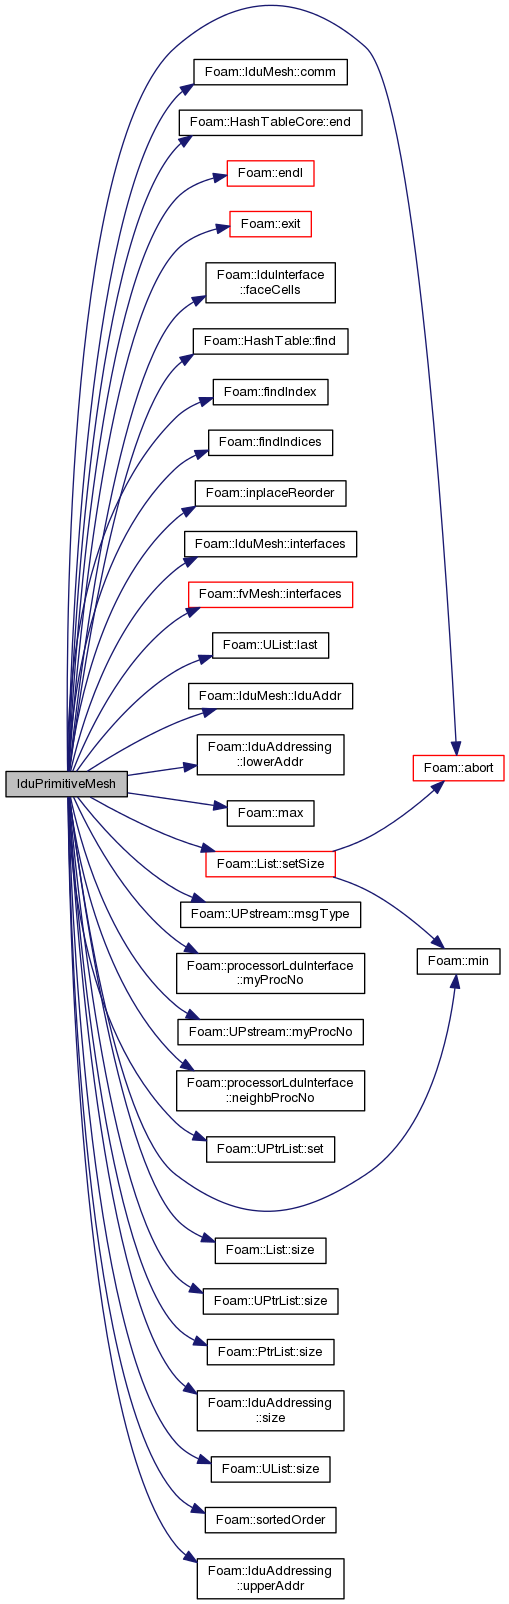 Foam::lduMesh::comm
Foam::HashTableCore::end
Foam::endl
Foam::exit
Foam::lduInterface
::faceCells
Foam::HashTable::find
Foam::findIndex
Foam::findIndices
Foam::inplaceReorder
Foam::lduMesh::interfaces
Foam::fvMesh::interfaces
Foam::UList::last
Foam::lduMesh::lduAddr
Foam::lduAddressing
::lowerAddr
Foam::abort
lduPrimitiveMesh
Foam::max
Foam::List::setSize
Foam::UPstream::msgType
Foam::min
Foam::processorLduInterface
::myProcNo
Foam::UPstream::myProcNo
Foam::processorLduInterface
::neighbProcNo
Foam::UPtrList::set
Foam::List::size
Foam::UPtrList::size
Foam::PtrList::size
Foam::lduAddressing
::size
Foam::UList::size
Foam::sortedOrder
Foam::lduAddressing
::upperAddr